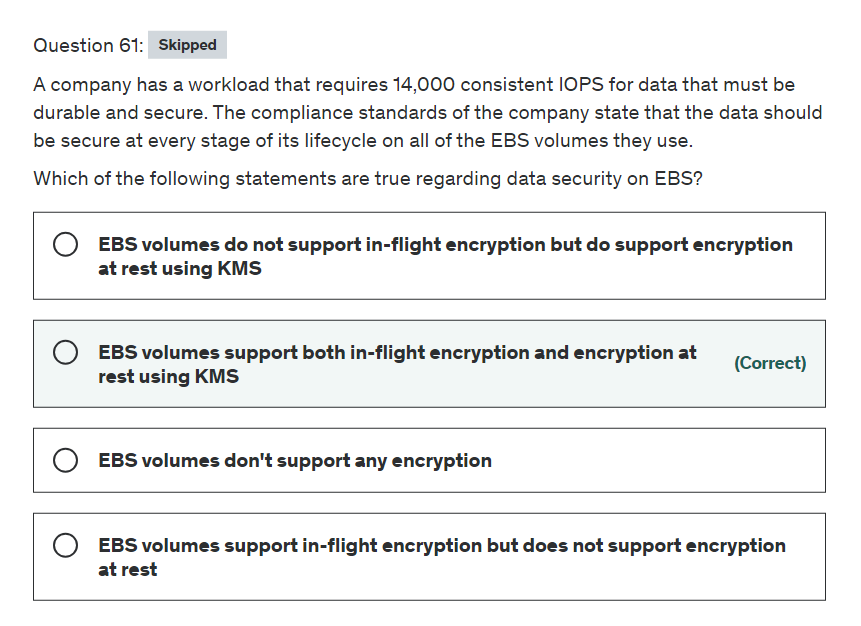 Question 61: Skipped
A company has a workload that requires 14,000 consistent IOPS for data that must be
durable and secure. The compliance standards of the company state that the data should
be secure at every stage of its lifecycle on all of the EBS volumes they use.
Which of the following statements are true regarding data security on EBS?
EBS volumes do not support in-flight encryption but do support encryption
at rest using KMS
EBS volumes support both in-flight encryption and encryption at
rest using KMS
(Correct)
EBS volumes don't support any encryption
EBS volumes support in-flight encryption but does not support encryption
at rest